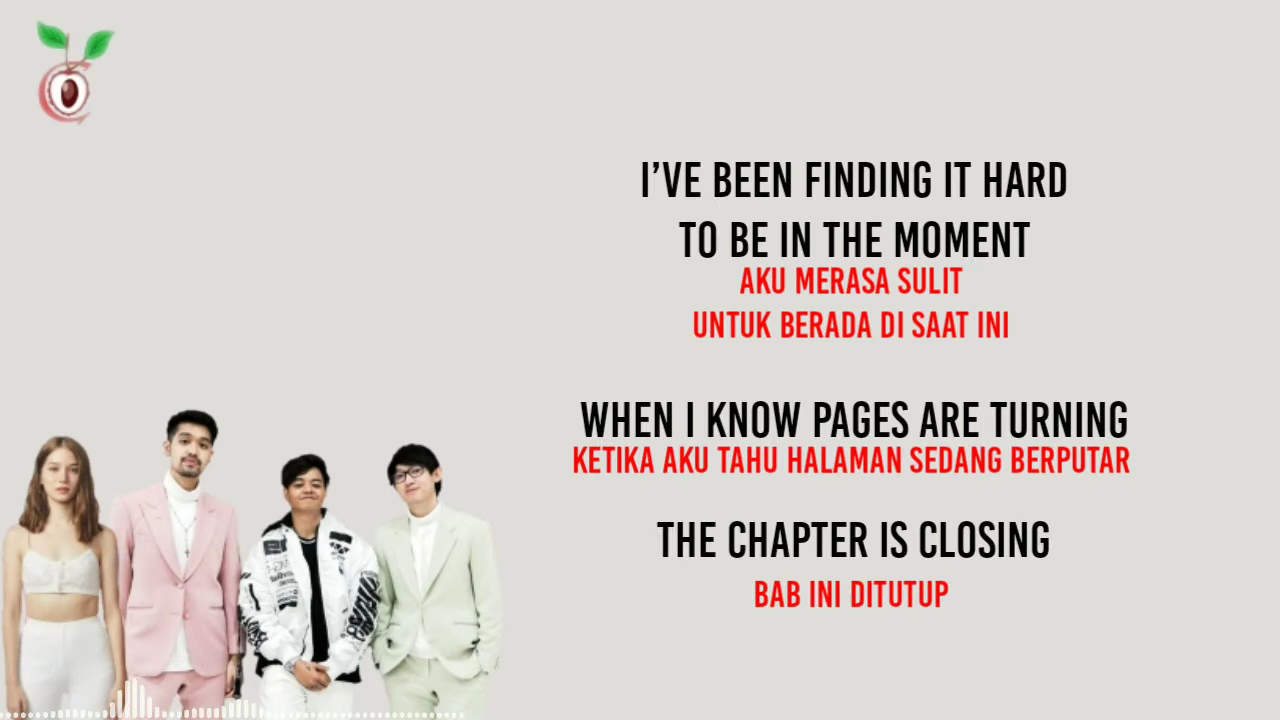 I'VE BEEN FINDING IT HARD
TO BE IN THE MOMENT
AKU MERASA SULIT
UNTUK BERADA DI SAAT INI
WHEN I KNOW PAGES ARE TURNING
KETIKA AKU TAHU HALAMAN SEDANG BERPUTAR
THE CHAPTER IS CLOSING
BAB INI DITUTUP